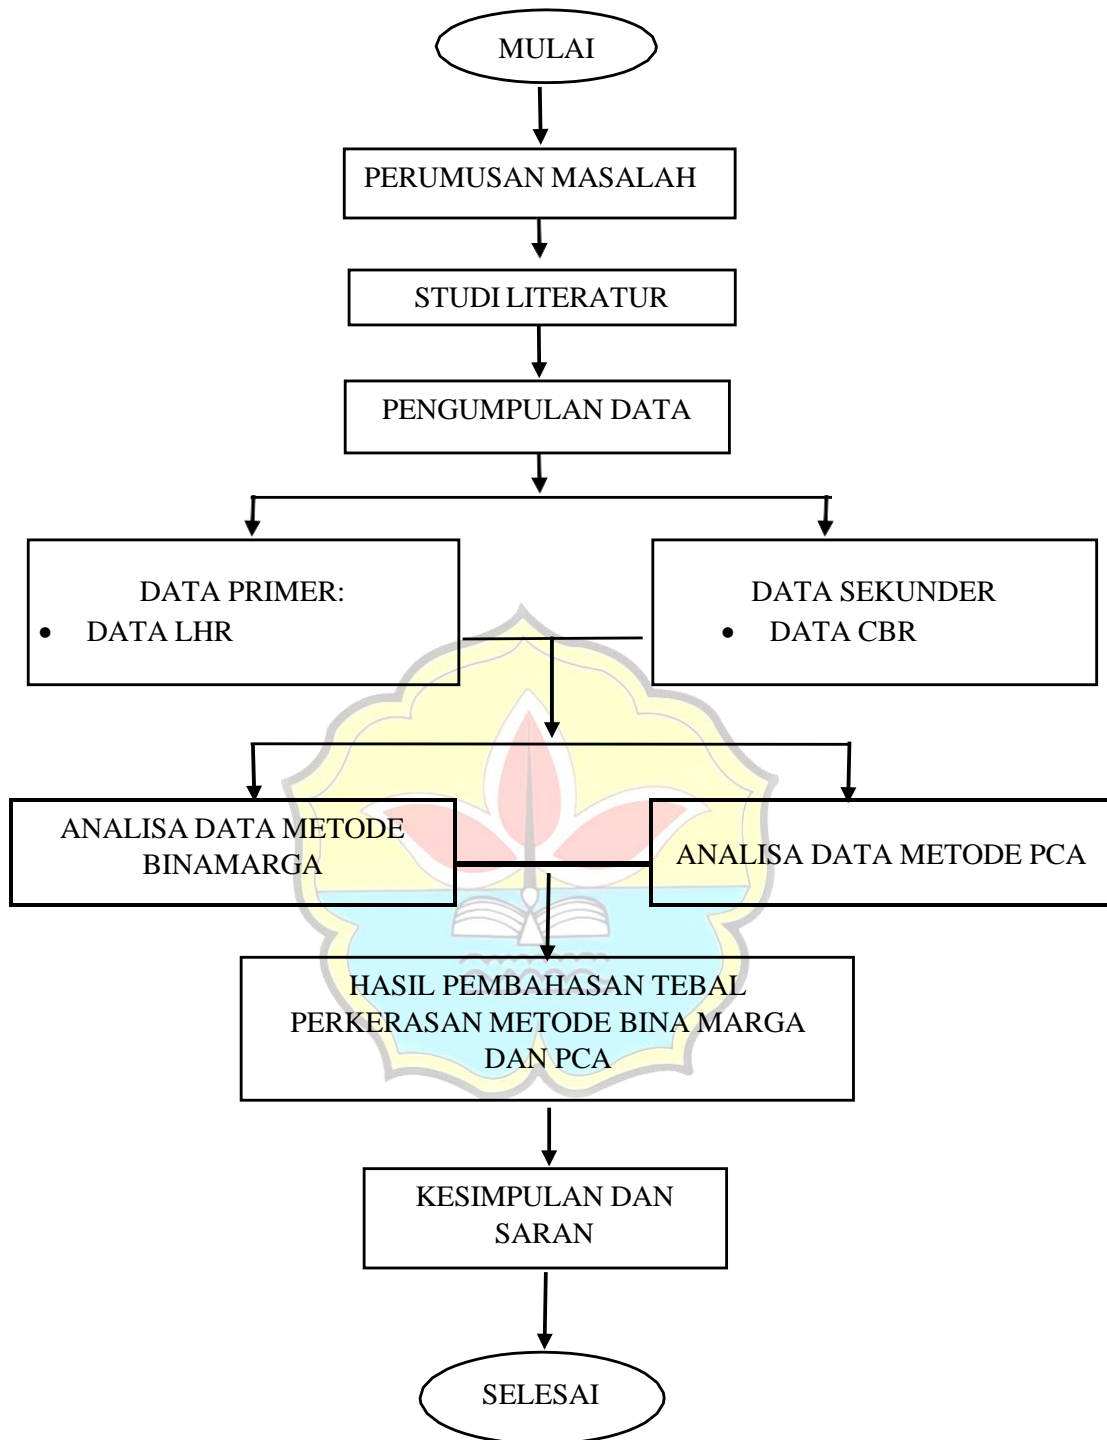 MULAI
PERUMUSAN MASALAH
STUDI LITERATUR
PENGUMPULAN DATA
DATA PRIMER:
• DATA LHR
DATA SEKUNDER
• DATA CBR
ANALISA DATA METODE
BINAMARGA
ANALISA DATA METODE PCA
HASIL PEMBAHASAN TEBAL
PERKERASAN METODE BINA MARGA
DAN PCA
KESIMPULAN DAN
SARAN
SELESAI